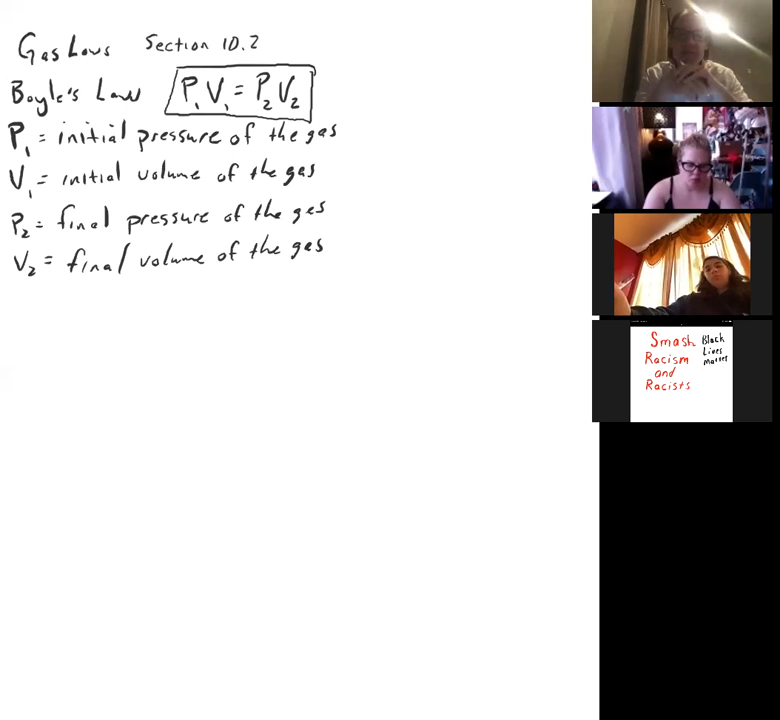 Gas Laws Section 10.2
Boyle's Law P₁V₁ = P₂V₂
P₁ = initial pressure of the gas
V₁ = initial volume of the gas
P₂ = final pressure of the gas
V₂ = final volume of the gas
Smash
Racism
and
Racists
Black
Lives
Matter